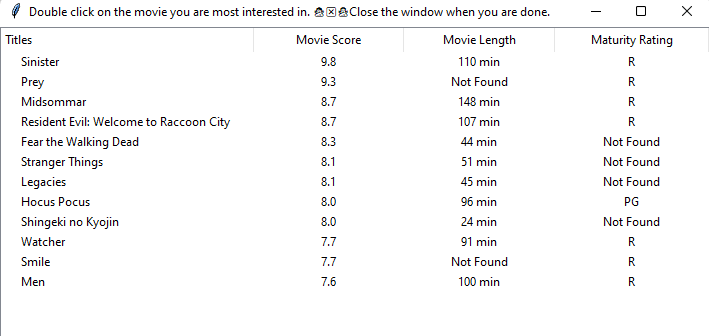 Double click on the movie you are most interested in. Close the window when you are done.
Titles Movie Score Movie Length Maturity Rating
Sinister 9.8 110 min R
Prey 9.3 Not Found R
Midsommar 8.7 148 min R
Resident Evil: Welcome to Raccoon City 8.7 107 min R
Fear the Walking Dead 8.3 44 min Not Found
Stranger Things 8.1 51 min Not Found
Legacies 8.1 45 min Not Found
Hocus Pocus 8.0 96 min PG
Shingeki no Kyojin 8.0 24 min Not Found
Watcher 7.7 91 min R
Smile 7.7 Not Found R
Men 7.6 100 min R